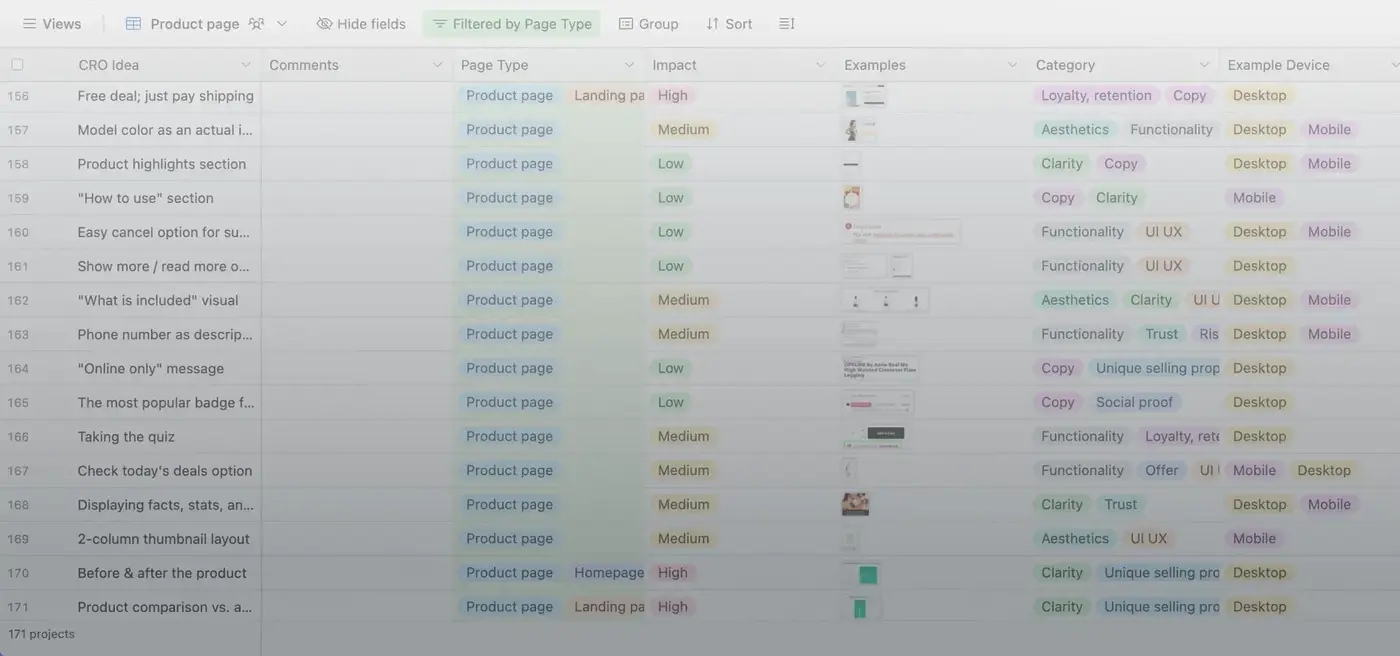 Views Product page Hide fields Filtered by Page Type Group Sort
CRO Idea Comments Page Type Impact Examples Category Example Device
156 Free deal; just pay shipping Product page Landing pa High Loyalty, retention Copy Desktop
157 Model color as an actual i... Product page Medium Aesthetics Functionality Desktop Mobile
158 Product highlights section Product page Low Clarity Copy Desktop Mobile
159 "How to use" section Product page Low Copy Clarity Mobile
160 Easy cancel option for su... Product page Low Functionality UI UX Desktop Mobile
161 Show more / read more o... Product page Low Functionality UI UX Desktop
162 "What is included" visual Product page Medium Aesthetics Clarity UI U Desktop Mobile
163 Phone number as descrip... Product page Medium Functionality Trust Ris Desktop Mobile
164 "Online only" message Product page Low Copy Unique selling prop Desktop
165 The most popular badge f... Product page Low Copy Social proof Desktop
166 Taking the quiz Product page Medium Functionality Loyalty, rete Desktop
167 Check today's deals option Product page Medium Functionality Offer UI Mobile Desktop
168 Displaying facts, stats, an... Product page Medium Clarity Trust Desktop Mobile
169 2-column thumbnail layout Product page Medium Aesthetics UI UX Mobile
170 Before & after the product Product page Homepage High Clarity Unique selling pro Desktop
171 Product comparison vs. a... Product page Landing pa High Clarity Unique selling pro Desktop
171 projects